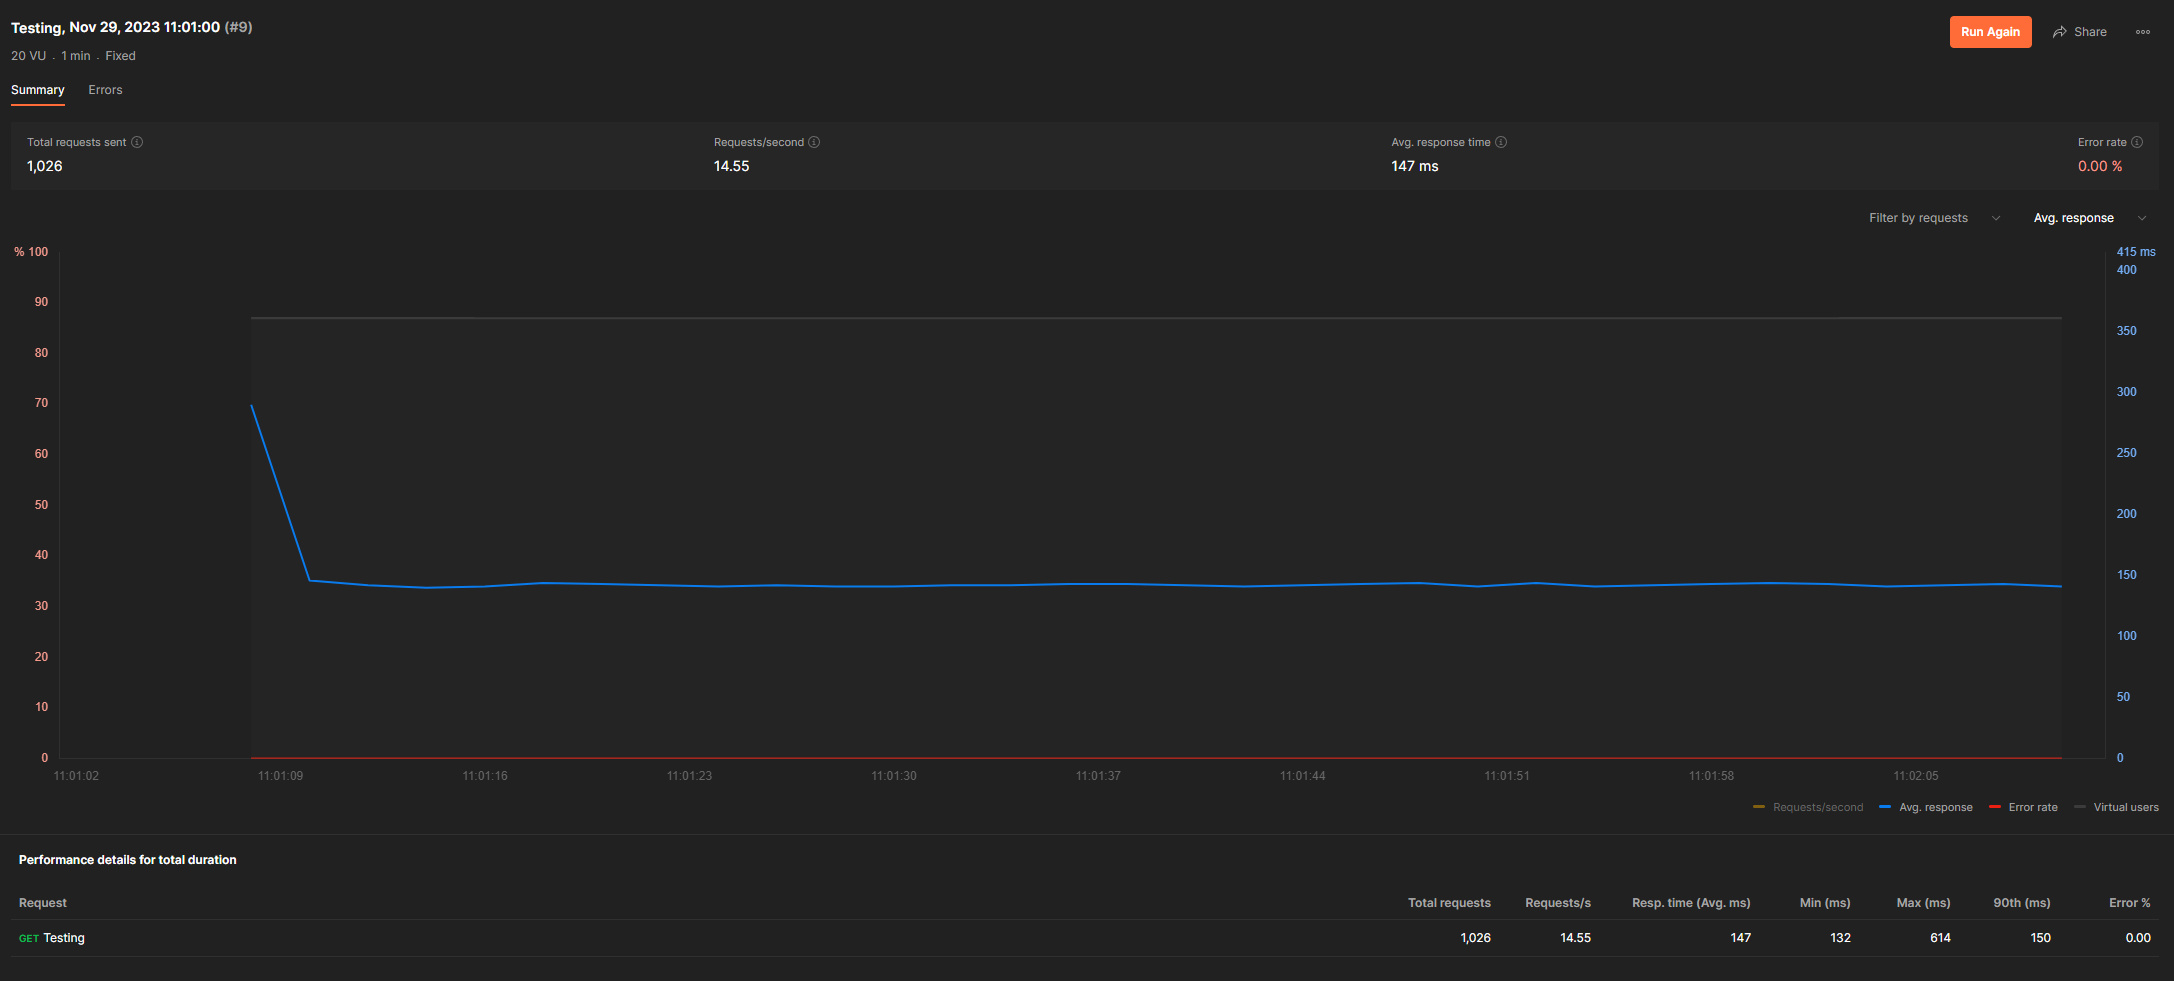 Testing, Nov 29, 2023 11:01:00 (#9)
Run Again
Share
20 VU . 1 min . Fixed
Summary
Errors
Total requests sent
Requests/second
Avg. response time
Error rate
1,026
14.55
147 ms
0.00 %
Filter by requests
Avg. response
% 100
90
80
70
60
50
40
30
20
10
0
415 ms
400
350
300
250
200
150
100
50
0
11:01:02
11:01:09
11:01:16
11:01:23
11:01:30
11:01:37
11:01:44
11:01:51
11:01:58
11:02:05
Requests/second
Avg. response
Error rate
Virtual users
Performance details for total duration
Request Total requests Requests/s Resp. time (Avg. ms) Min (ms) Max (ms) 90th (ms) Error %
GET Testing 1,026 14.55 147 132 614 150 0.00